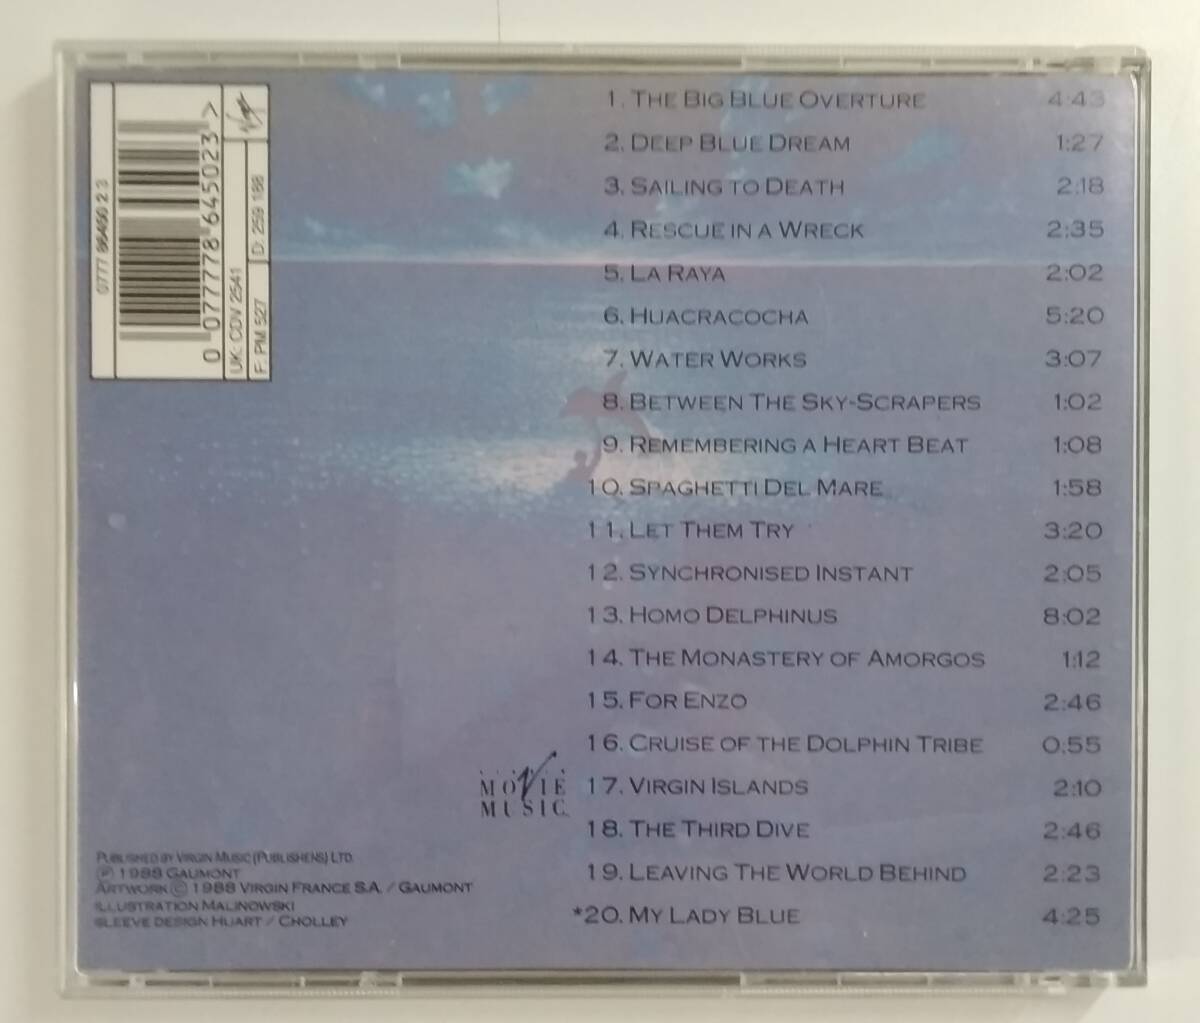 0777 86450 2 3
0 077778 645023 >
Virgin
UK: CDV 2541
F: PM 527
D: 259 188
1. THE BIG BLUE OVERTURE 4:43
2. DEEP BLUE DREAM 1:27
3. SAILING TO DEATH 2:18
4. RESCUE IN A WRECK 2:35
5. LA RAYA 2:02
6. HUACRACOCHA 5:20
7. WATER WORKS 3:07
8. BETWEEN THE SKY-SCRAPERS 1:02
9. REMEMBERING A HEART BEAT 1:08
10. SPAGHETTI DEL MARE 1:58
11. LET THEM TRY 3:20
12. SYNCHRONISED INSTANT 2:05
13. HOMO DELPHINUS 8:02
14. THE MONASTERY OF AMORGOS 1:12
15. FOR ENZO 2:46
16. CRUISE OF THE DOLPHIN TRIBE 0.55
17. VIRGIN ISLANDS 2:10
18. THE THIRD DIVE 2:46
19. LEAVING THE WORLD BEHIND 2:23
*20. MY LADY BLUE 4:25
MOVIE
MUSIC
PUBLISHED BY VIRGIN MUSIC (PUBLISHERS) LTD.
℗ 1988 GAUMONT
ARTWORK © 1988 VIRGIN FRANCE S.A. / GAUMONT
ILLUSTRATION MALINOWSKI
SLEEVE DESIGN HUART / CHOLLEY